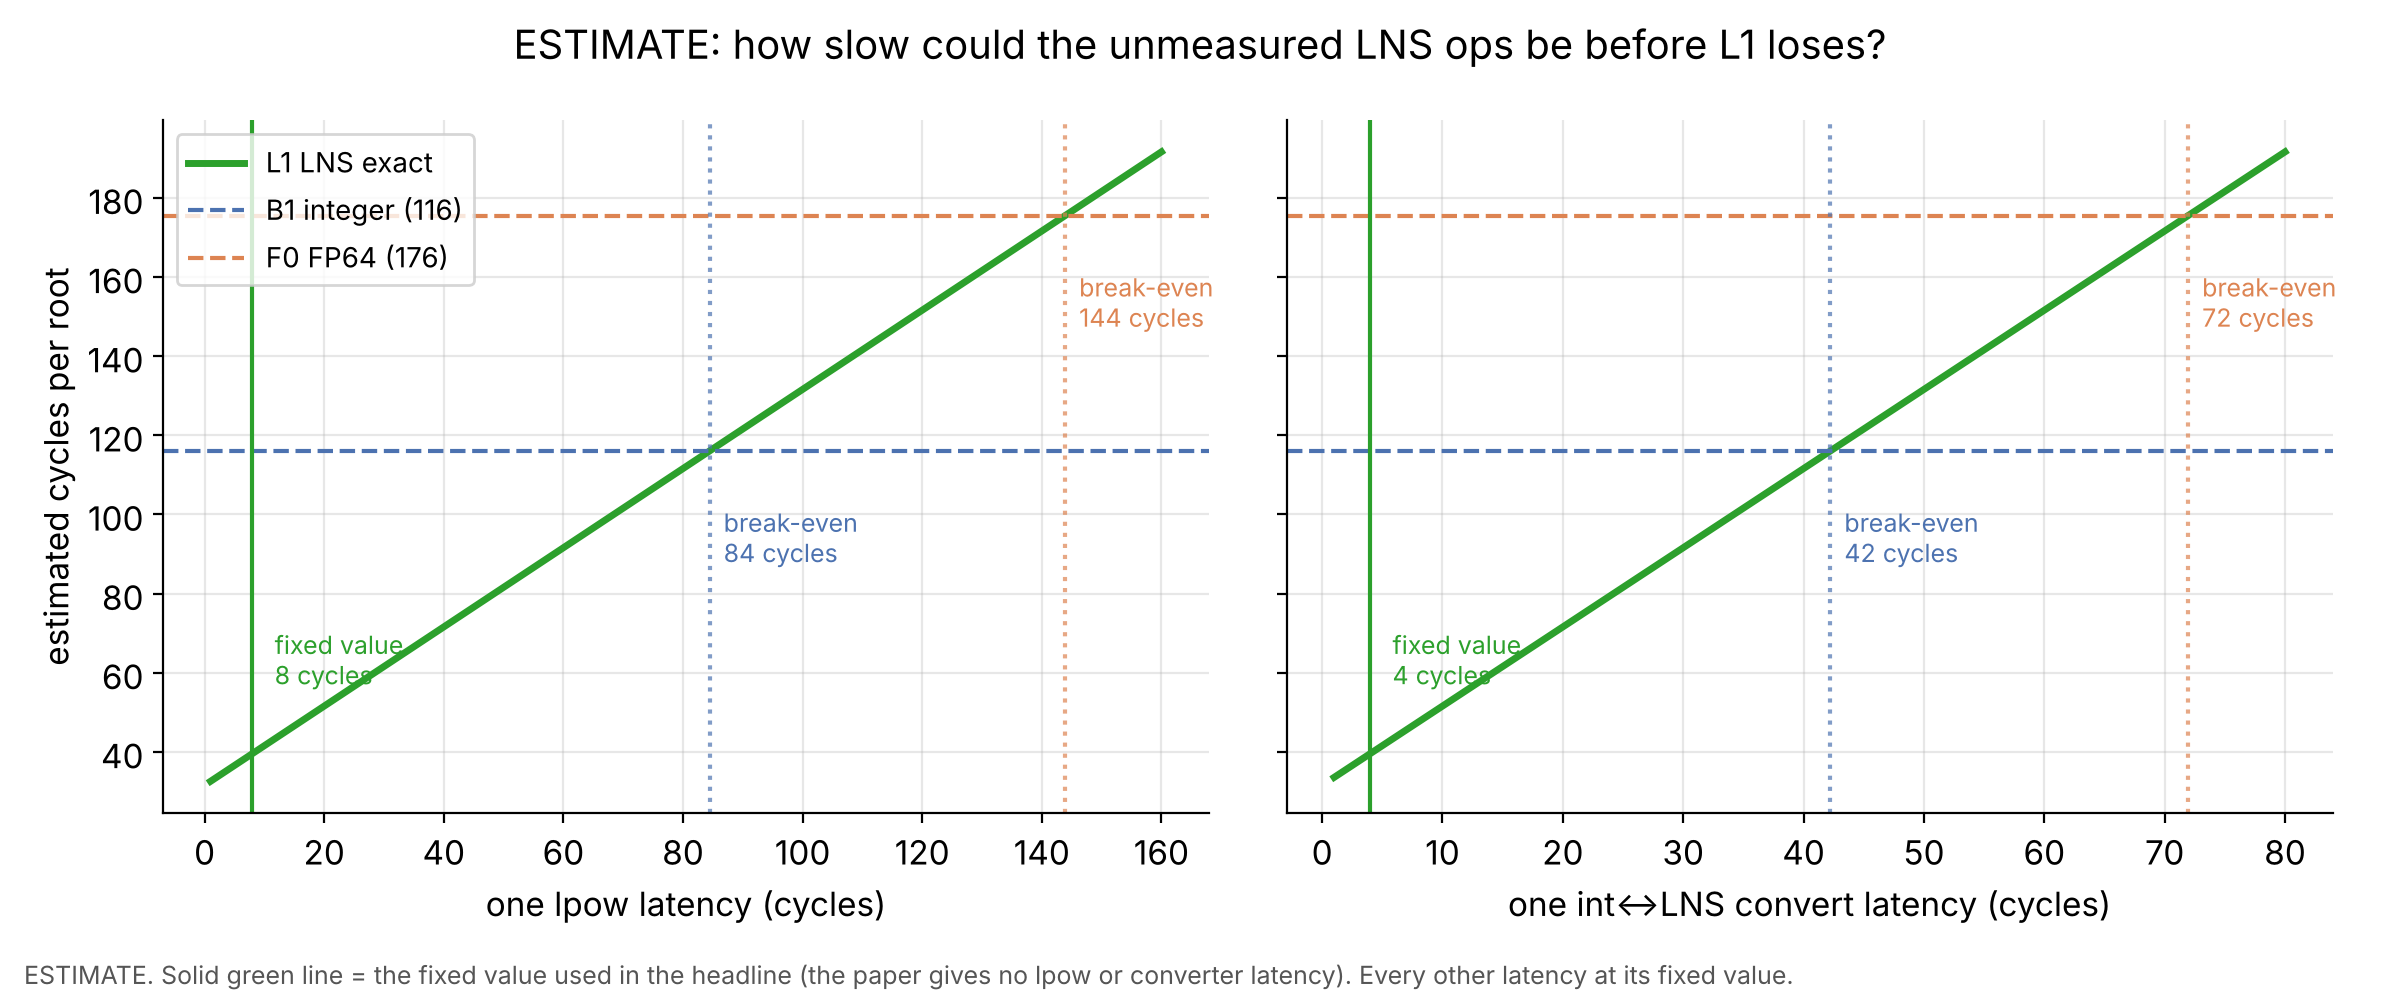 ESTIMATE: how slow could the unmeasured LNS ops be before L1 loses?
L1 LNS exact
B1 integer (116)
F0 FP64 (176)
estimated cycles per root
180
160
140
120
100
80
60
40
break-even
144 cycles
break-even
84 cycles
fixed value
8 cycles
0 20 40 60 80 100 120 140 160
one lpow latency (cycles)
break-even
72 cycles
break-even
42 cycles
fixed value
4 cycles
0 10 20 30 40 50 60 70 80
one int↔LNS convert latency (cycles)
ESTIMATE. Solid green line = the fixed value used in the headline (the paper gives no lpow or converter latency). Every other latency at its fixed value.